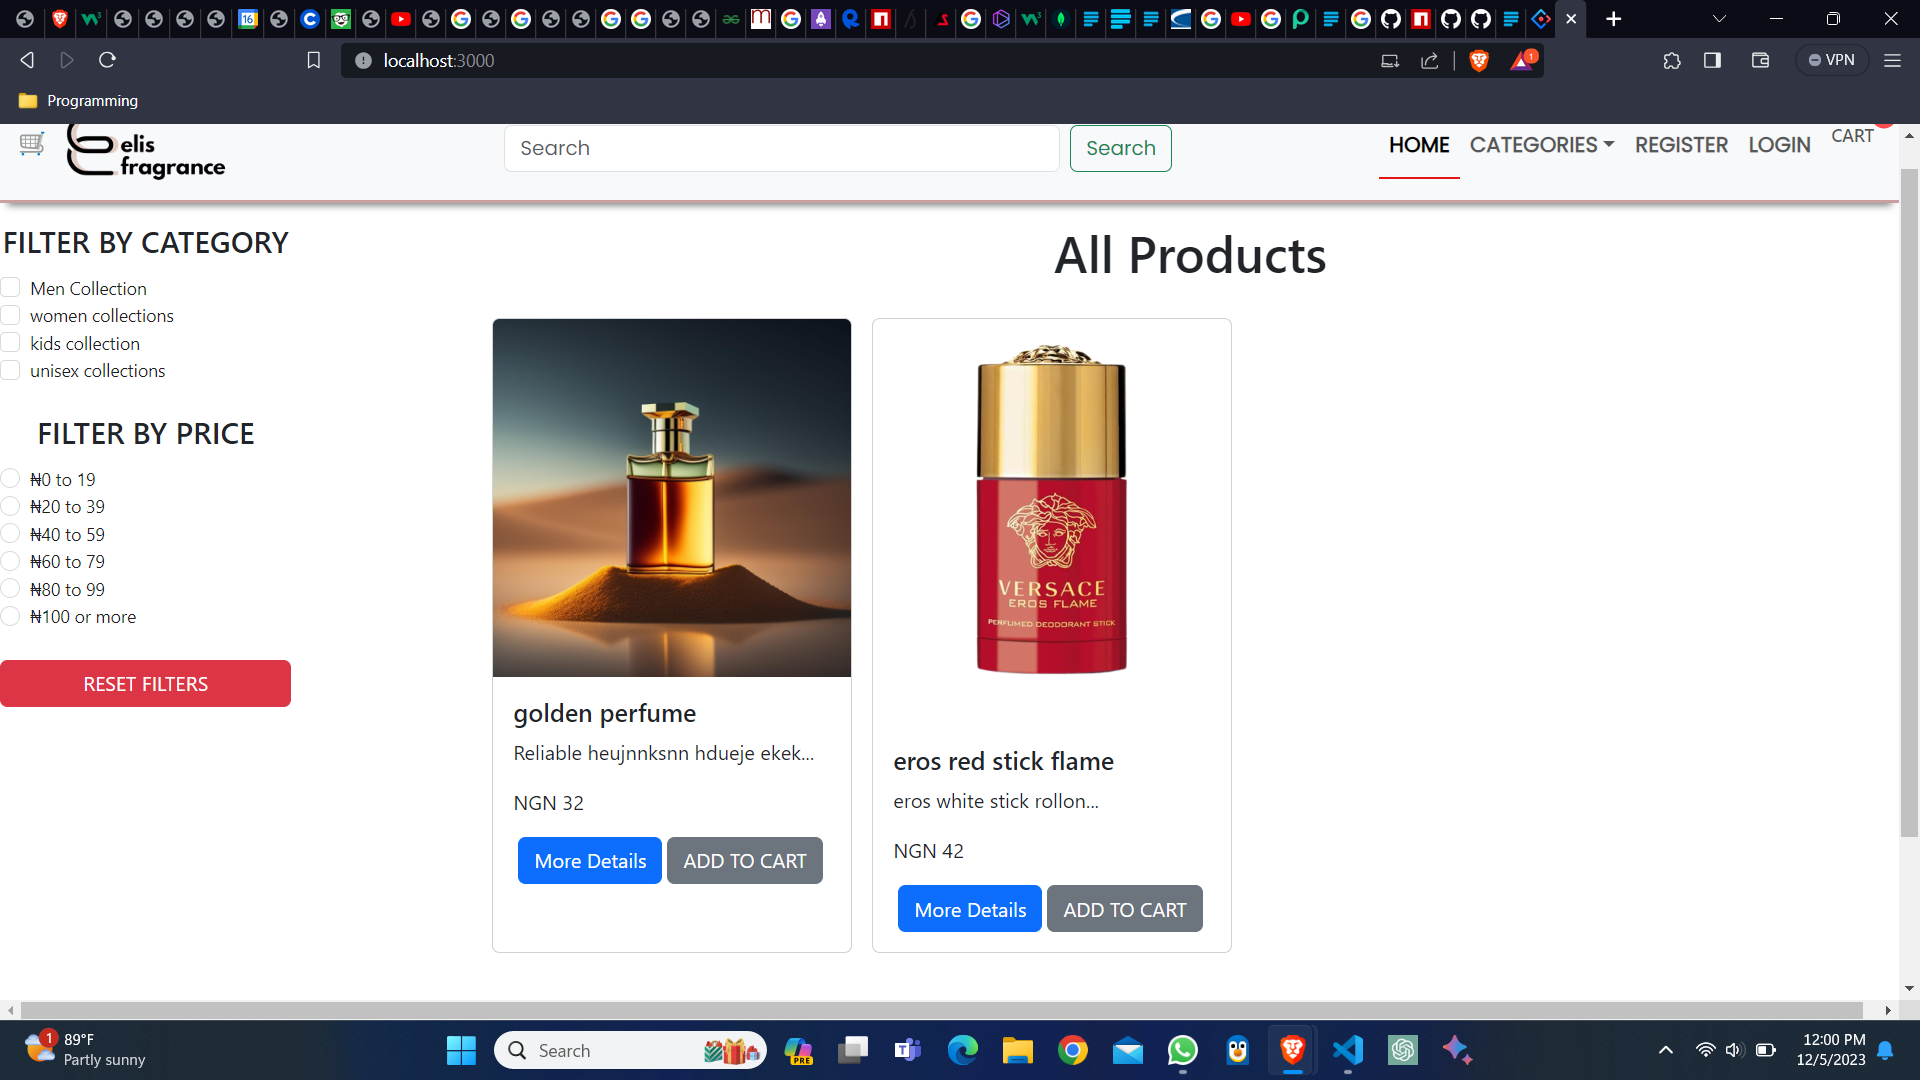 localhost:3000
1
VPN
Programming
elis
fragrance
Search
Search
HOME
CATEGORIES
REGISTER
LOGIN
CART
FILTER BY CATEGORY
Men Collection
women collections
kids collection
unisex collections
FILTER BY PRICE
₦0 to 19
₦20 to 39
₦40 to 59
₦60 to 79
₦80 to 99
₦100 or more
RESET FILTERS
All Products
golden perfume
Reliable heujnnksnn hdueje ekek...
NGN 32
More Details
ADD TO CART
VERSACE
EROS FLAME
PERFUMED DEODORANT STICK
eros red stick flame
eros white stick rollon...
NGN 42
More Details
ADD TO CART
1
89°F
Partly sunny
Search
PRE
12:00 PM
12/5/2023